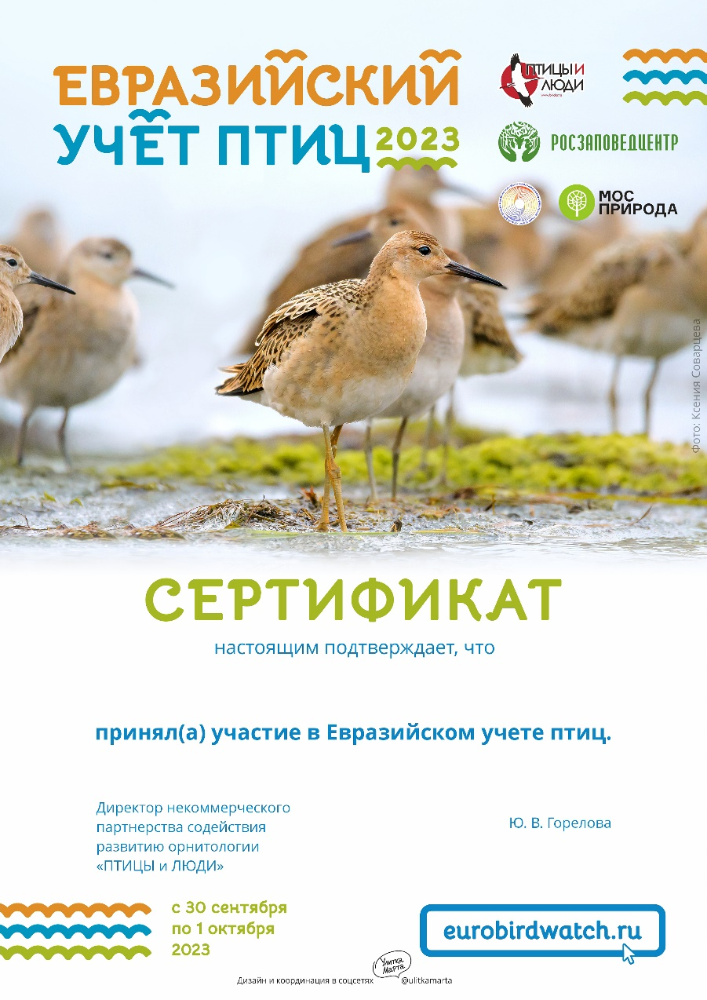 ЕВРАЗИЙСКИЙ
УЧЁТ ПТИЦ 2023
ПТИЦЫ И
ЛЮДИ
РОСЗАПОВЕДЦЕНТР
МОС
ПРИРОДА
Фото: Ксения Соварцева
СЕРТИФИКАТ
настоящим подтверждает, что
принял(а) участие в Евразийском учете птиц.
Директор некоммерческого
партнерства содействия
развитию орнитологии
«ПТИЦЫ и ЛЮДИ»
Ю. В. Горелова
с 30 сентября
по 1 октября
2023
eurobirdwatch.ru
Улитка
Марта
Дизайн и координация в соцсетях @ulitkamarta